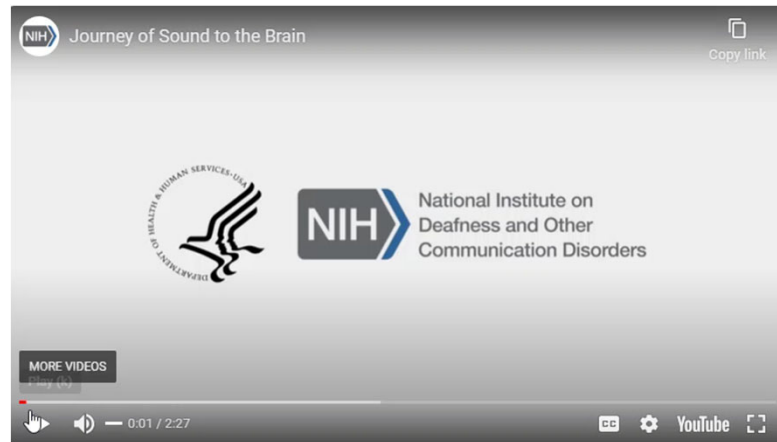 NIH
Journey of Sound to the Brain
Copy link
DEPARTMENT OF HEALTH & HUMAN SERVICES•USA
NIH
National Institute on
Deafness and Other
Communication Disorders
MORE VIDEOS
Play (k)
0:01 / 2:27
CC
YouTube